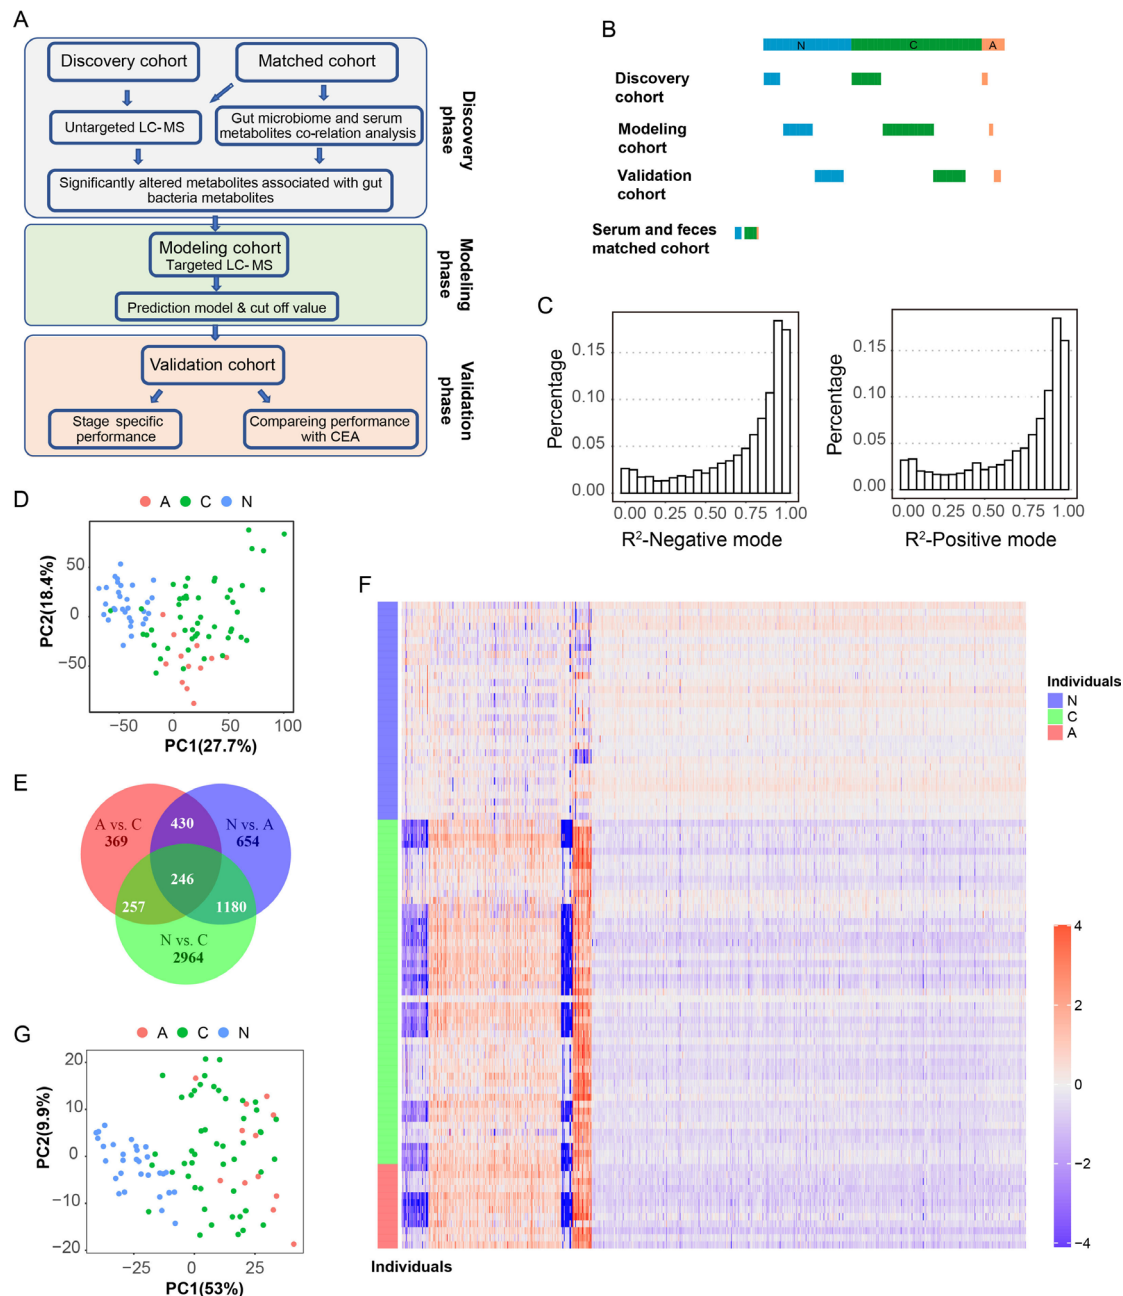 A
Discovery cohort
Matched cohort
Untargeted LC-MS
Gut microbiome and serum
metabolites co-relation analysis
Significantly altered metabolites associated with gut
bacteria metabolites
Discovery
phase
Modeling cohort
Targeted LC-MS
Prediction model & cut off value
Modeling
phase
Validation cohort
Stage specific
performance
Compareing performance
with CEA
Validation
phase
B
N
C
A
Discovery
cohort
Modeling
cohort
Validation
cohort
Serum and feces
matched cohort
C
Percentage
0.15
0.10
0.05
0.00
0.00
0.25
0.50
0.75
1.00
R²-Negative mode
Percentage
0.15
0.10
0.05
0.00
0.00
0.25
0.50
0.75
1.00
R²-Positive mode
D
A
C
N
PC2(18.4%)
50
0
−50
−50
0
50
100
PC1(27.7%)
E
A vs. C
369
430
N vs. A
654
246
257
1180
N vs. C
2964
F
Individuals
N
C
A
4
2
0
−2
−4
Individuals
G
A
C
N
PC2(9.9%)
20
10
0
−10
−20
−25
0
25
PC1(53%)